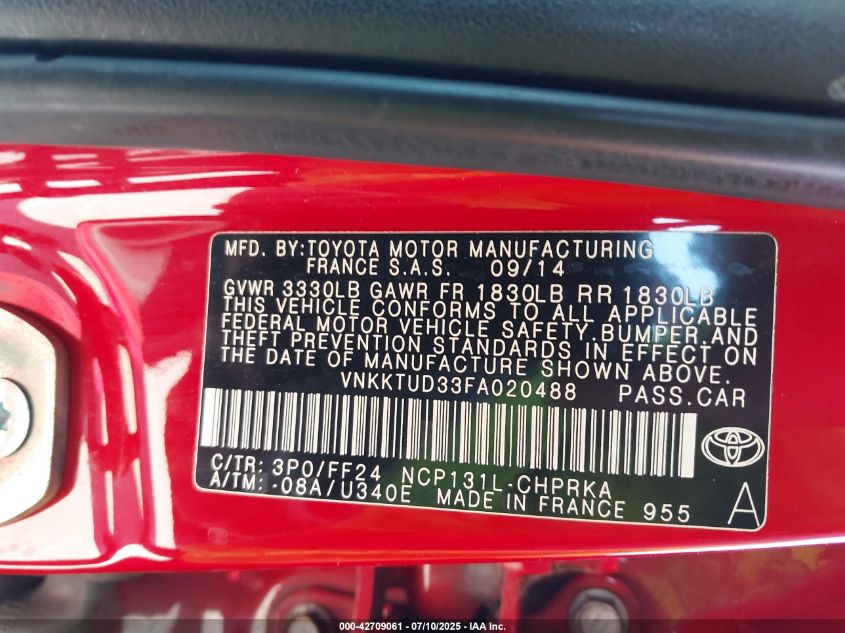 MFD. BY:TOYOTA MOTOR MANUFACTURING
FRANCE S.A.S. 09/14
GVWR 3330LB GAWR FR 1830LB RR 1830LB
THIS VEHICLE CONFORMS TO ALL APPLICABLE
FEDERAL MOTOR VEHICLE SAFETY.BUMPER.AND
THEFT PREVENTION STANDARDS IN EFFECT ON
THE DATE OF MANUFACTURE SHOWN ABOVE.
VNKKTUD33FA020488 PASS.CAR
C/TR: 3P0/FF24 NCP131L-CHPRKA
A/TM: -08A/U340E MADE IN FRANCE 955 A
000-42709061 - 07/10/2025 - IAA Inc.